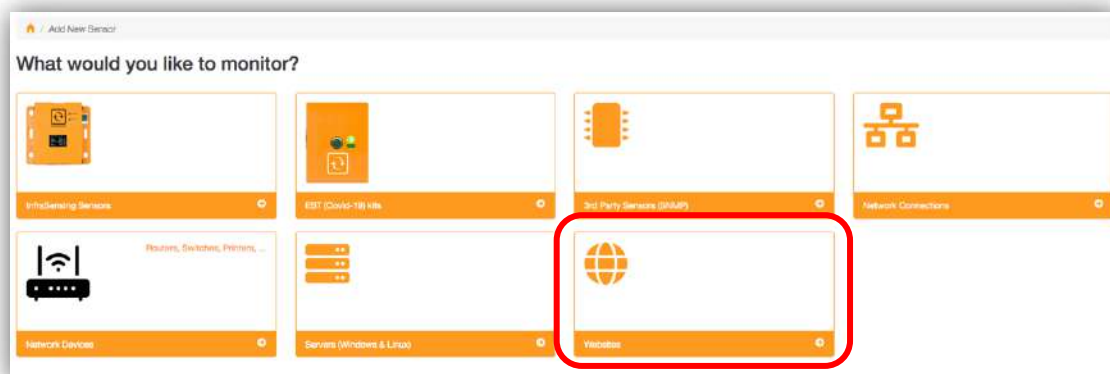 / Add New Sensor
What would you like to monitor?
InfraSensing Sensors
EST (Covid-19) kits
3rd Party Sensors (SNMP)
Network Connections
Routers, Switches, Printers, ...
Network Devices
Servers (Windows & Linux)
Websites